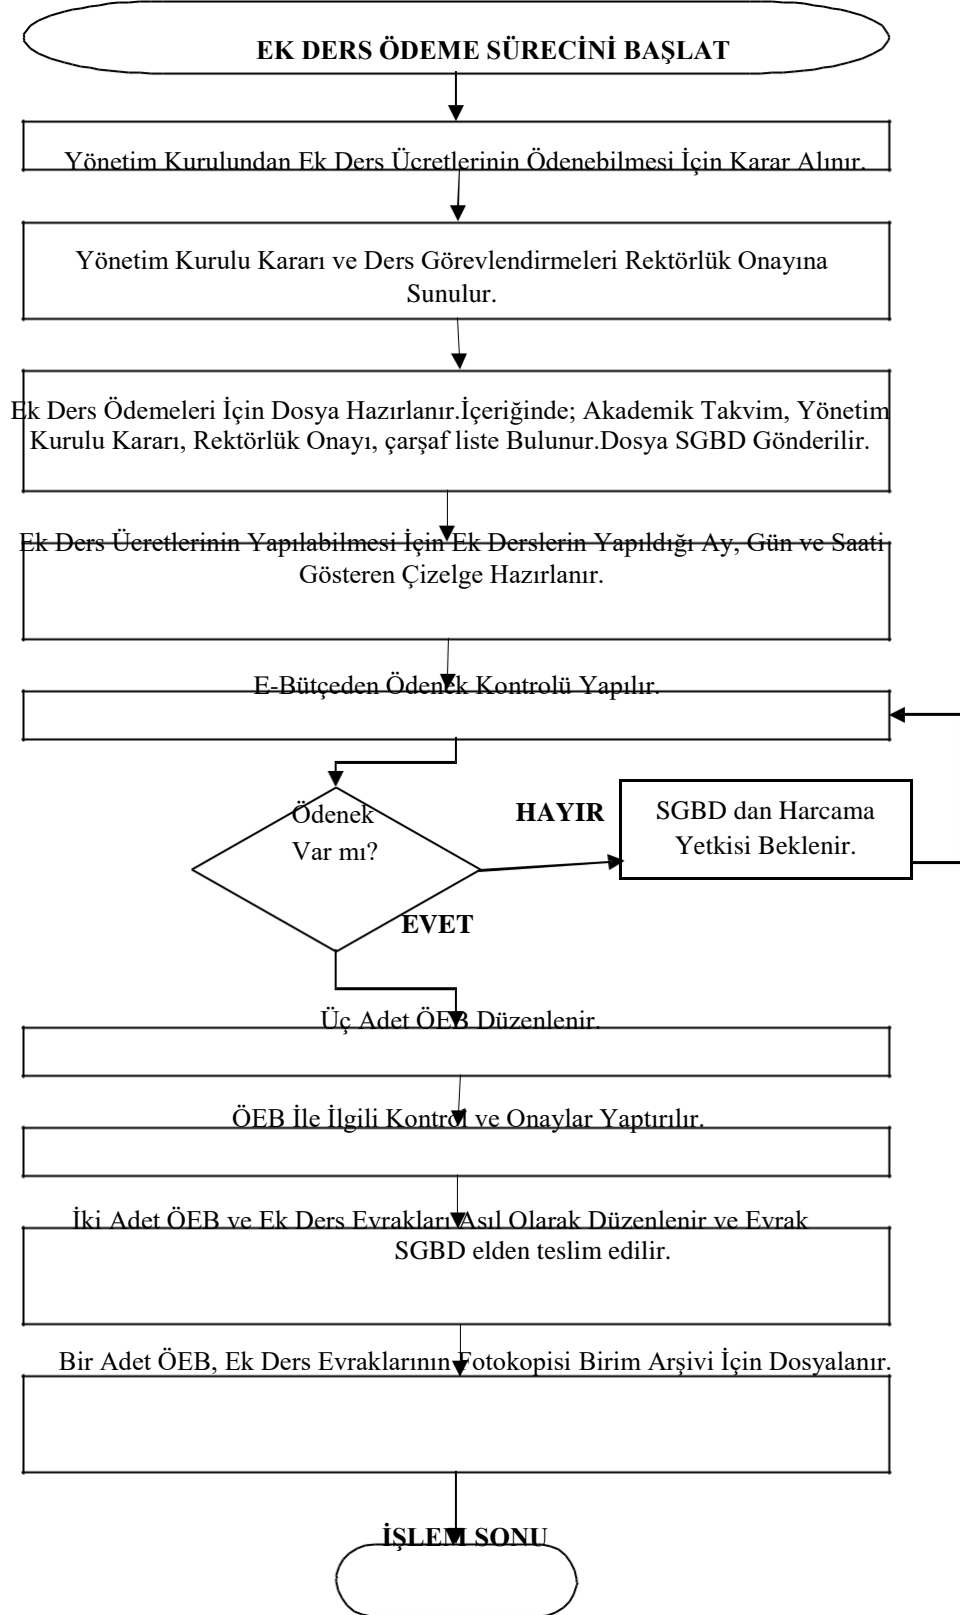 EK DERS ÖDEME SÜRECİNİ BAŞLAT
Yönetim Kurulundan Ek Ders Ücretlerinin Ödenebilmesi İçin Karar Alınır.
Yönetim Kurulu Kararı ve Ders Görevlendirmeleri Rektörlük Onayına
Sunulur.
Ek Ders Ödemeleri İçin Dosya Hazırlanır.İçeriğinde; Akademik Takvim, Yönetim
Kurulu Kararı, Rektörlük Onayı, çarşaf liste Bulunur.Dosya SGBD Gönderilir.
Ek Ders Ücretlerinin Yapılabilmesi İçin Ek Derslerin Yapıldığı Ay, Gün ve Saati
Gösteren Çizelge Hazırlanır.
E-Bütçeden Ödenek Kontrolü Yapılır.
Ödenek
Var mı?
HAYIR
SGBD dan Harcama
Yetkisi Beklenir.
EVET
Üç Adet ÖEB Düzenlenir.
ÖEB İle İlgili Kontrol ve Onaylar Yaptırılır.
İki Adet ÖEB ve Ek Ders Evrakları Asıl Olarak Düzenlenir ve Evrak
SGBD elden teslim edilir.
Bir Adet ÖEB, Ek Ders Evraklarının Fotokopisi Birim Arşivi İçin Dosyalanır.
İŞLEM SONU